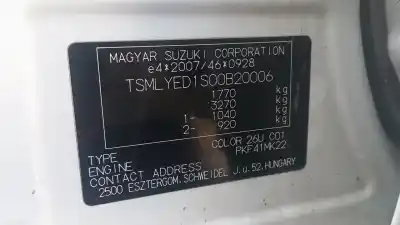 MAGYAR SUZUKI CORPORATION
e4*2007/46*0928
TSMLYED1S00B20006
1770 kg
3270 kg
1- 1040 kg
2- 920 kg
COLOR 26U C01
TYPE PKF41MK22
ENGINE
CONTACT ADDRESS
2500 ESZTERGOM, SCHWEIDEL J.u.52.HUNGARY